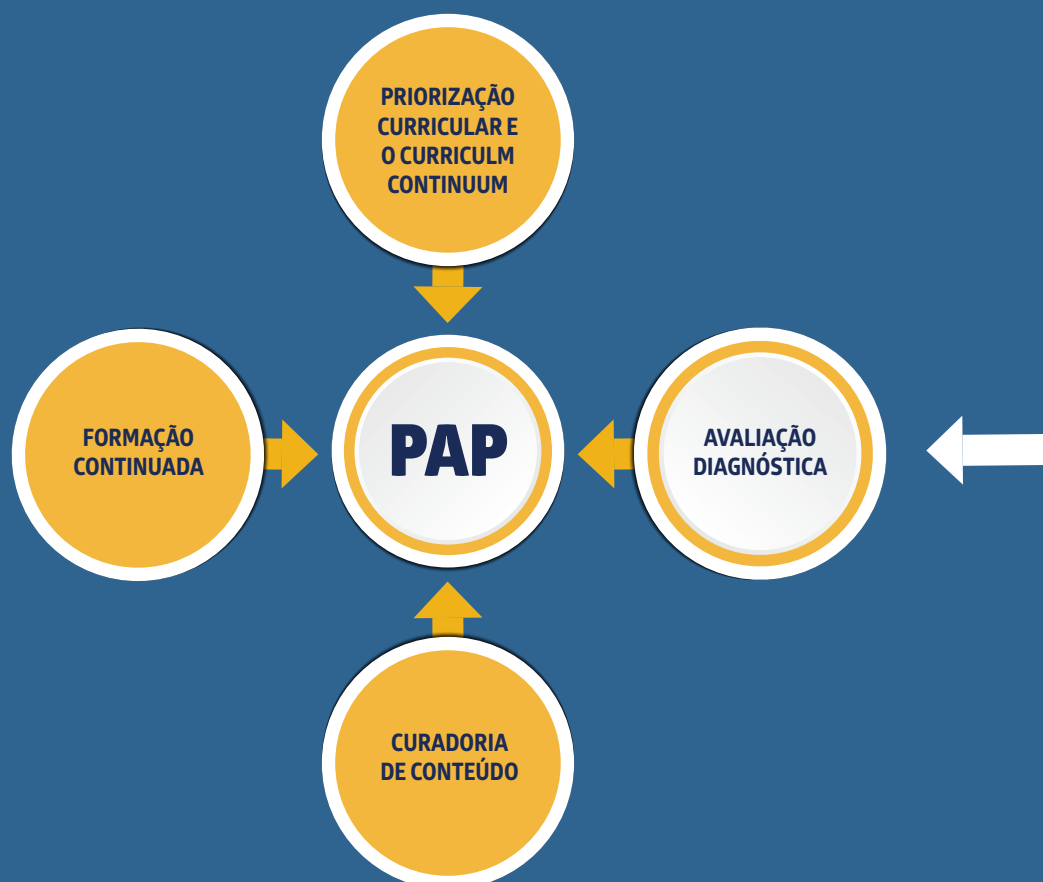 PRIORIZAÇÃO
CURRICULAR E
O CURRICULM
CONTINUUM
FORMAÇÃO
CONTINUADA
PAP
AVALIAÇÃO
DIAGNÓSTICA
CURADORIA
DE CONTEÚDO